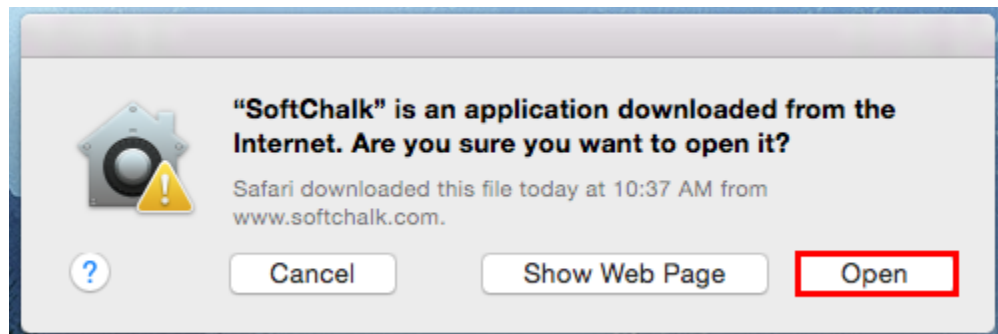 “SoftChalk” is an application downloaded from the
Internet. Are you sure you want to open it?
Safari downloaded this file today at 10:37 AM from
www.softchalk.com.
?
Cancel
Show Web Page
Open